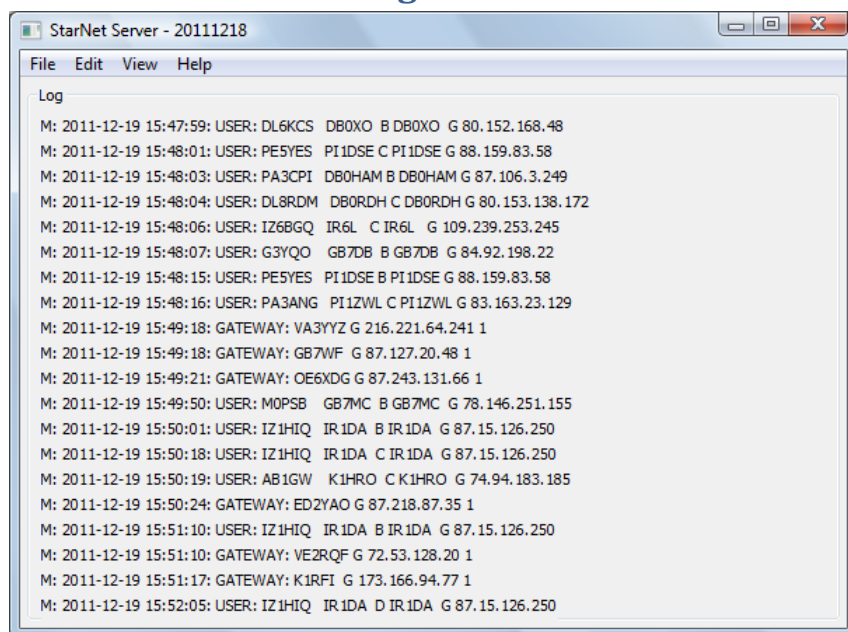 StarNet Server - 20111218
File Edit View Help
Log
M: 2011-12-19 15:47:59: USER: DL6KCS DB0XO B DB0XO G 80.152.168.48
M: 2011-12-19 15:48:01: USER: PE5YES PI1DSE C PI1DSE G 88.159.83.58
M: 2011-12-19 15:48:03: USER: PA3CPI DB0HAM B DB0HAM G 87.106.3.249
M: 2011-12-19 15:48:04: USER: DL8RDM DB0RDH C DB0RDH G 80.153.138.172
M: 2011-12-19 15:48:06: USER: IZ6BGQ IR6L C IR6L G 109.239.253.245
M: 2011-12-19 15:48:07: USER: G3YQO GB7DB B GB7DB G 84.92.198.22
M: 2011-12-19 15:48:15: USER: PE5YES PI1DSE B PI1DSE G 88.159.83.58
M: 2011-12-19 15:48:16: USER: PA3ANG PI1ZWL C PI1ZWL G 83.163.23.129
M: 2011-12-19 15:49:18: GATEWAY: VA3YYZ G 216.221.64.241 1
M: 2011-12-19 15:49:18: GATEWAY: GB7WF G 87.127.20.48 1
M: 2011-12-19 15:49:21: GATEWAY: OE6XDG G 87.243.131.66 1
M: 2011-12-19 15:49:50: USER: M0PSB GB7MC B GB7MC G 78.146.251.155
M: 2011-12-19 15:50:01: USER: IZ1HIQ IR1DA B IR1DA G 87.15.126.250
M: 2011-12-19 15:50:18: USER: IZ1HIQ IR1DA C IR1DA G 87.15.126.250
M: 2011-12-19 15:50:19: USER: AB1GW K1HRO C K1HRO G 74.94.183.185
M: 2011-12-19 15:50:24: GATEWAY: ED2YAO G 87.218.87.35 1
M: 2011-12-19 15:51:10: USER: IZ1HIQ IR1DA B IR1DA G 87.15.126.250
M: 2011-12-19 15:51:10: GATEWAY: VE2RQF G 72.53.128.20 1
M: 2011-12-19 15:51:17: GATEWAY: K1RFI G 173.166.94.77 1
M: 2011-12-19 15:52:05: USER: IZ1HIQ IR1DA D IR1DA G 87.15.126.250